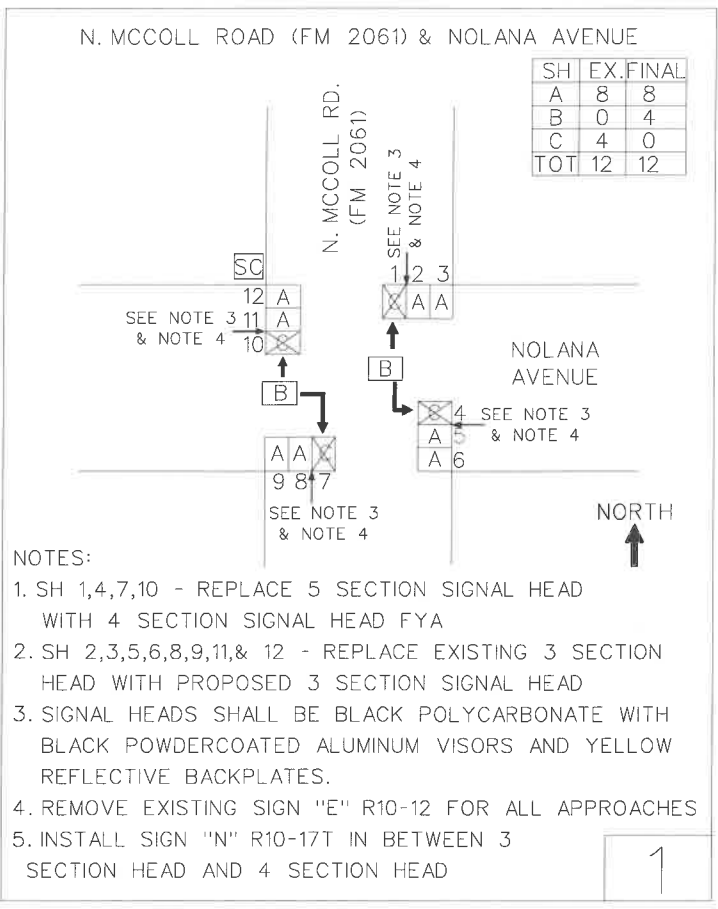 N. MCCOLL ROAD (FM 2061) & NOLANA AVENUE
SH EX. FINAL
A 8 8
B 0 4
C 4 0
TOT 12 12
N. MCCOLL RD.
(FM 2061)
SEE NOTE 3
& NOTE 4
SC
1 2 3
C A A
12 A
11 A
10 C
SEE NOTE 3
& NOTE 4
B
B
NOLANA
AVENUE
C 4
A 5
A 6
SEE NOTE 3
& NOTE 4
A A C
9 8 7
SEE NOTE 3
& NOTE 4
NORTH
NOTES:
1. SH 1,4,7,10 - REPLACE 5 SECTION SIGNAL HEAD
WITH 4 SECTION SIGNAL HEAD FYA
2. SH 2,3,5,6,8,9,11,& 12 - REPLACE EXISTING 3 SECTION
HEAD WITH PROPOSED 3 SECTION SIGNAL HEAD
3. SIGNAL HEADS SHALL BE BLACK POLYCARBONATE WITH
BLACK POWDERCOATED ALUMINUM VISORS AND YELLOW
REFLECTIVE BACKPLATES.
4. REMOVE EXISTING SIGN "E" R10-12 FOR ALL APPROACHES
5. INSTALL SIGN "N" R10-17T IN BETWEEN 3
SECTION HEAD AND 4 SECTION HEAD
1